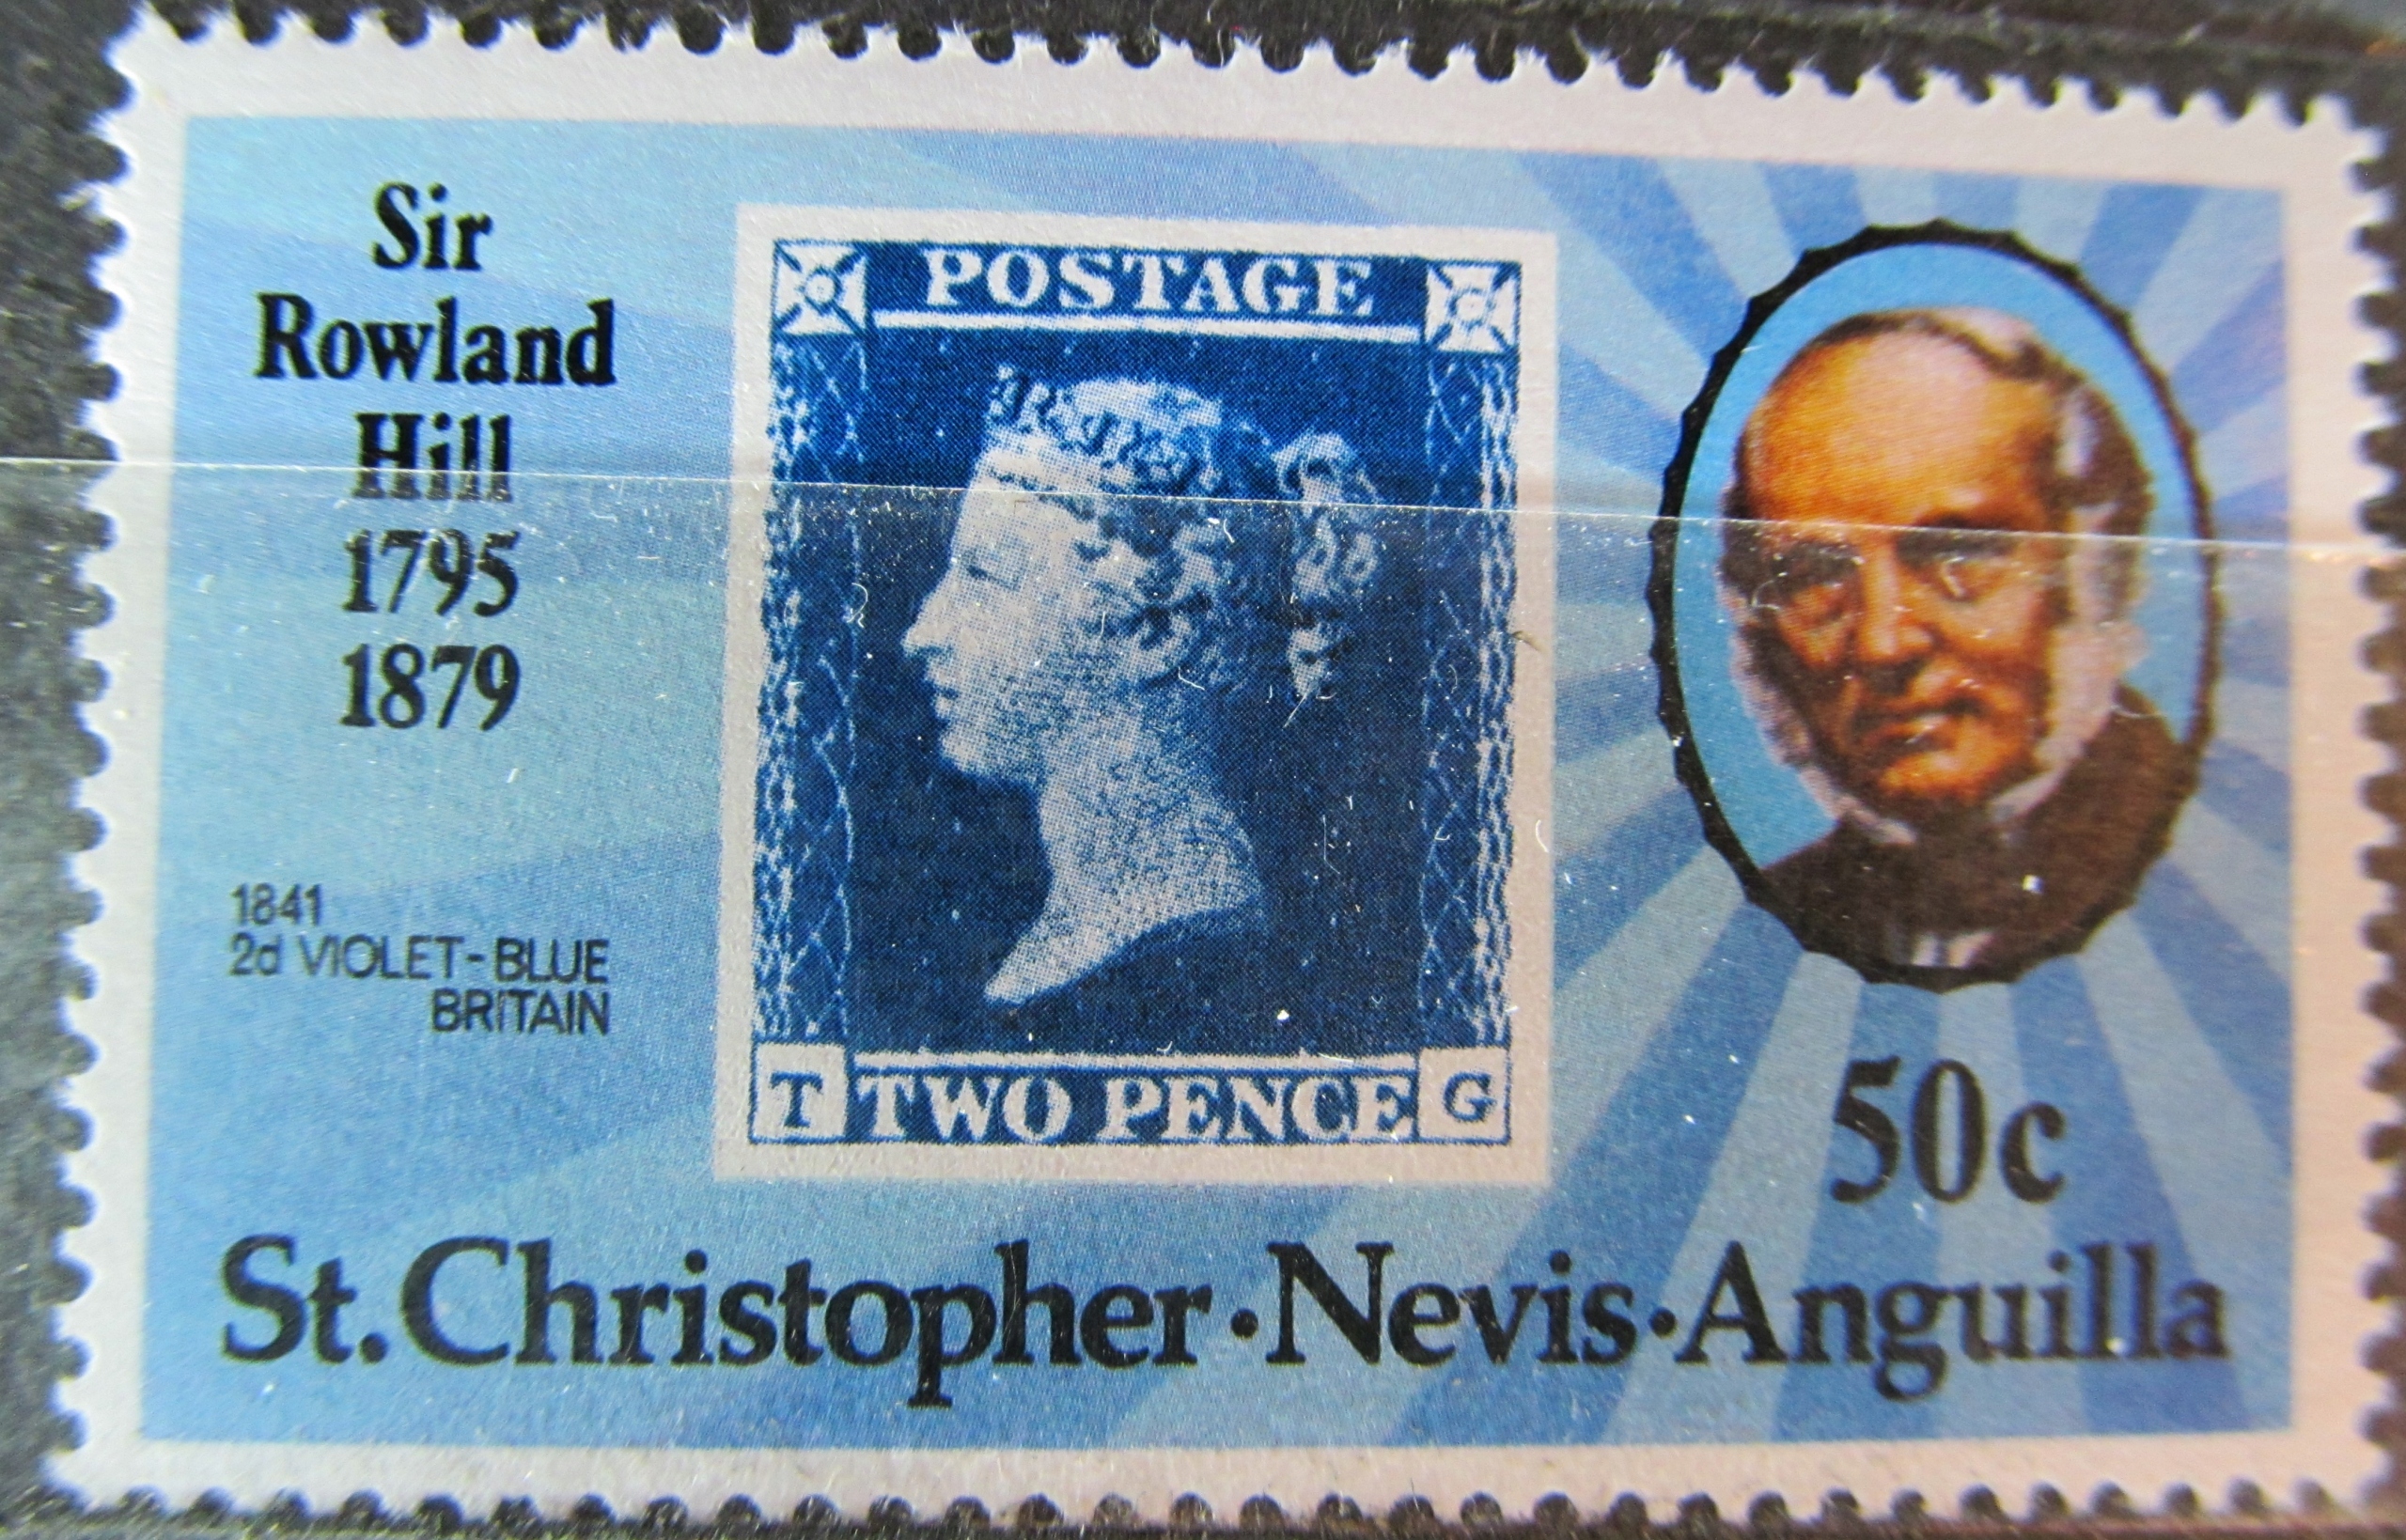 Sir
Rowland
Hill
1795
1879
1841
2d VIOLET-BLUE
BRITAIN
POSTAGE
T TWO PENCE G
50c
St. Christopher·Nevis·Anguilla